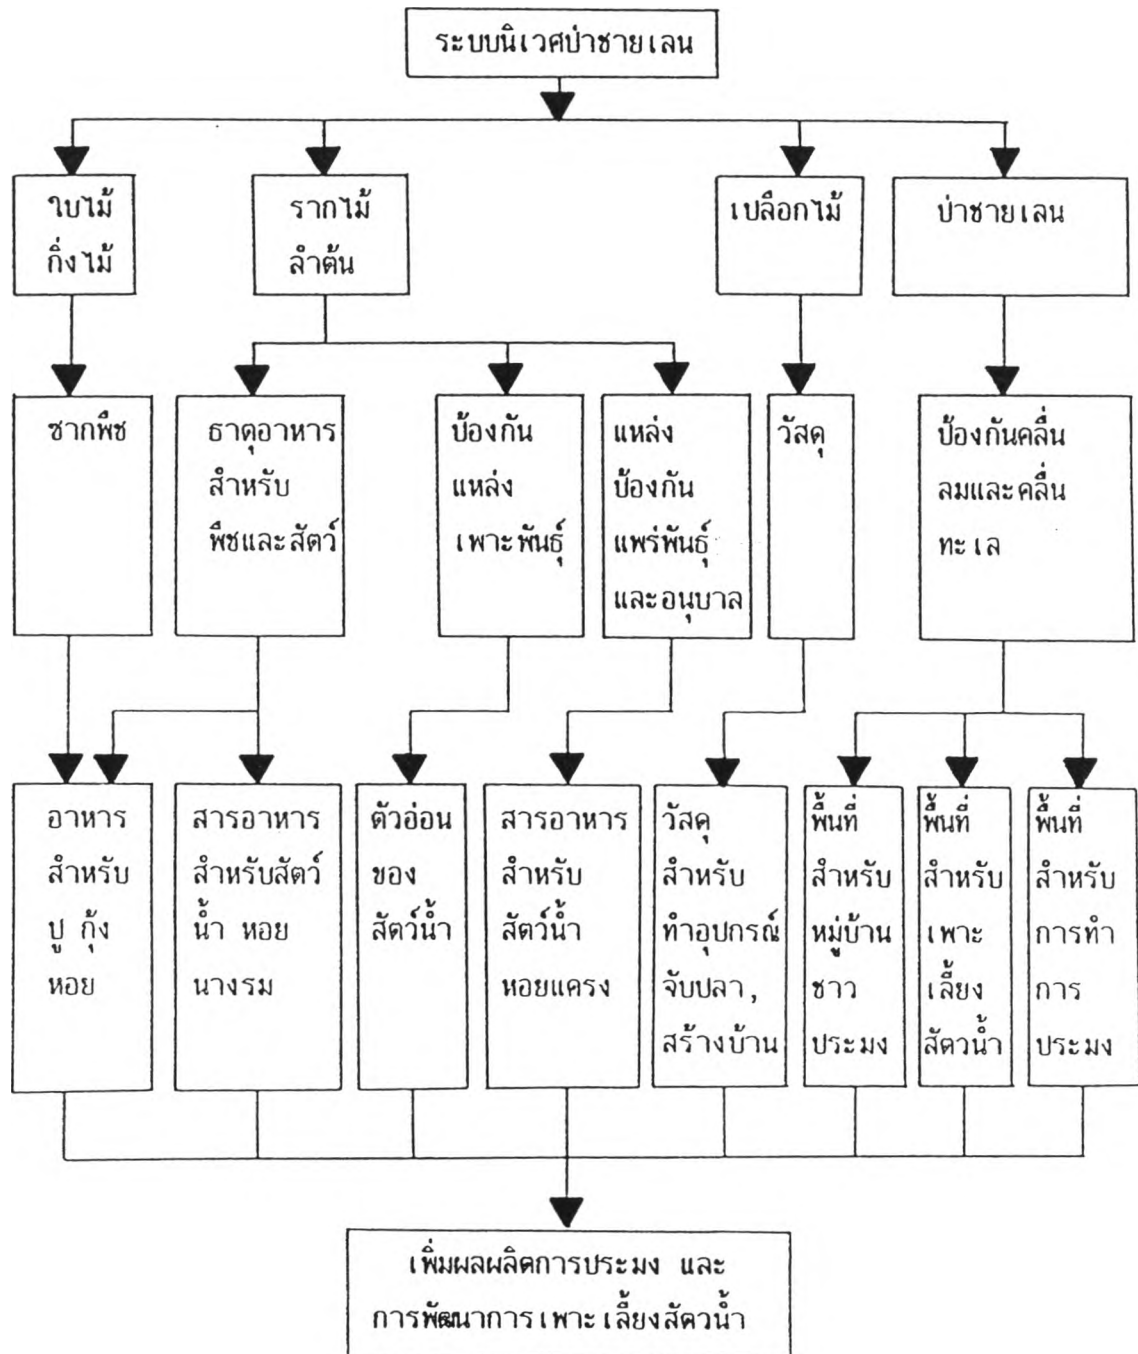 ระบบนิเวศป่าชายเลน
ใบไม้
กิ่งไม้
รากไม้
ลำต้น
เปลือกไม้
ป่าชายเลน
ซากพืช
ธาตุอาหาร
สำหรับ
พืชและสัตว์
ป้องกัน
แหล่ง
เพาะพันธุ์
แหล่ง
ป้องกัน
แพร่พันธุ์
และอนุบาล
วัสดุ
ป้องกันคลื่น
ลมและคลื่น
ทะเล
อาหาร
สำหรับ
ปู กุ้ง
หอย
สารอาหาร
สำหรับสัตว์
น้ำ หอย
นางรม
ตัวอ่อน
ของ
สัตว์น้ำ
สารอาหาร
สำหรับ
สัตว์น้ำ
หอยแครง
วัสดุ
สำหรับ
ทำอุปกรณ์
จับปลา,
สร้างบ้าน
พื้นที่
สำหรับ
หมู่บ้าน
ชาว
ประมง
พื้นที่
สำหรับ
เพาะ
เลี้ยง
สัตวน้ำ
พื้นที่
สำหรับ
การทำ
การ
ประมง
เพิ่มผลผลิตการประมง และ
การพัฒนาการเพาะเลี้ยงสัตวน้ำ